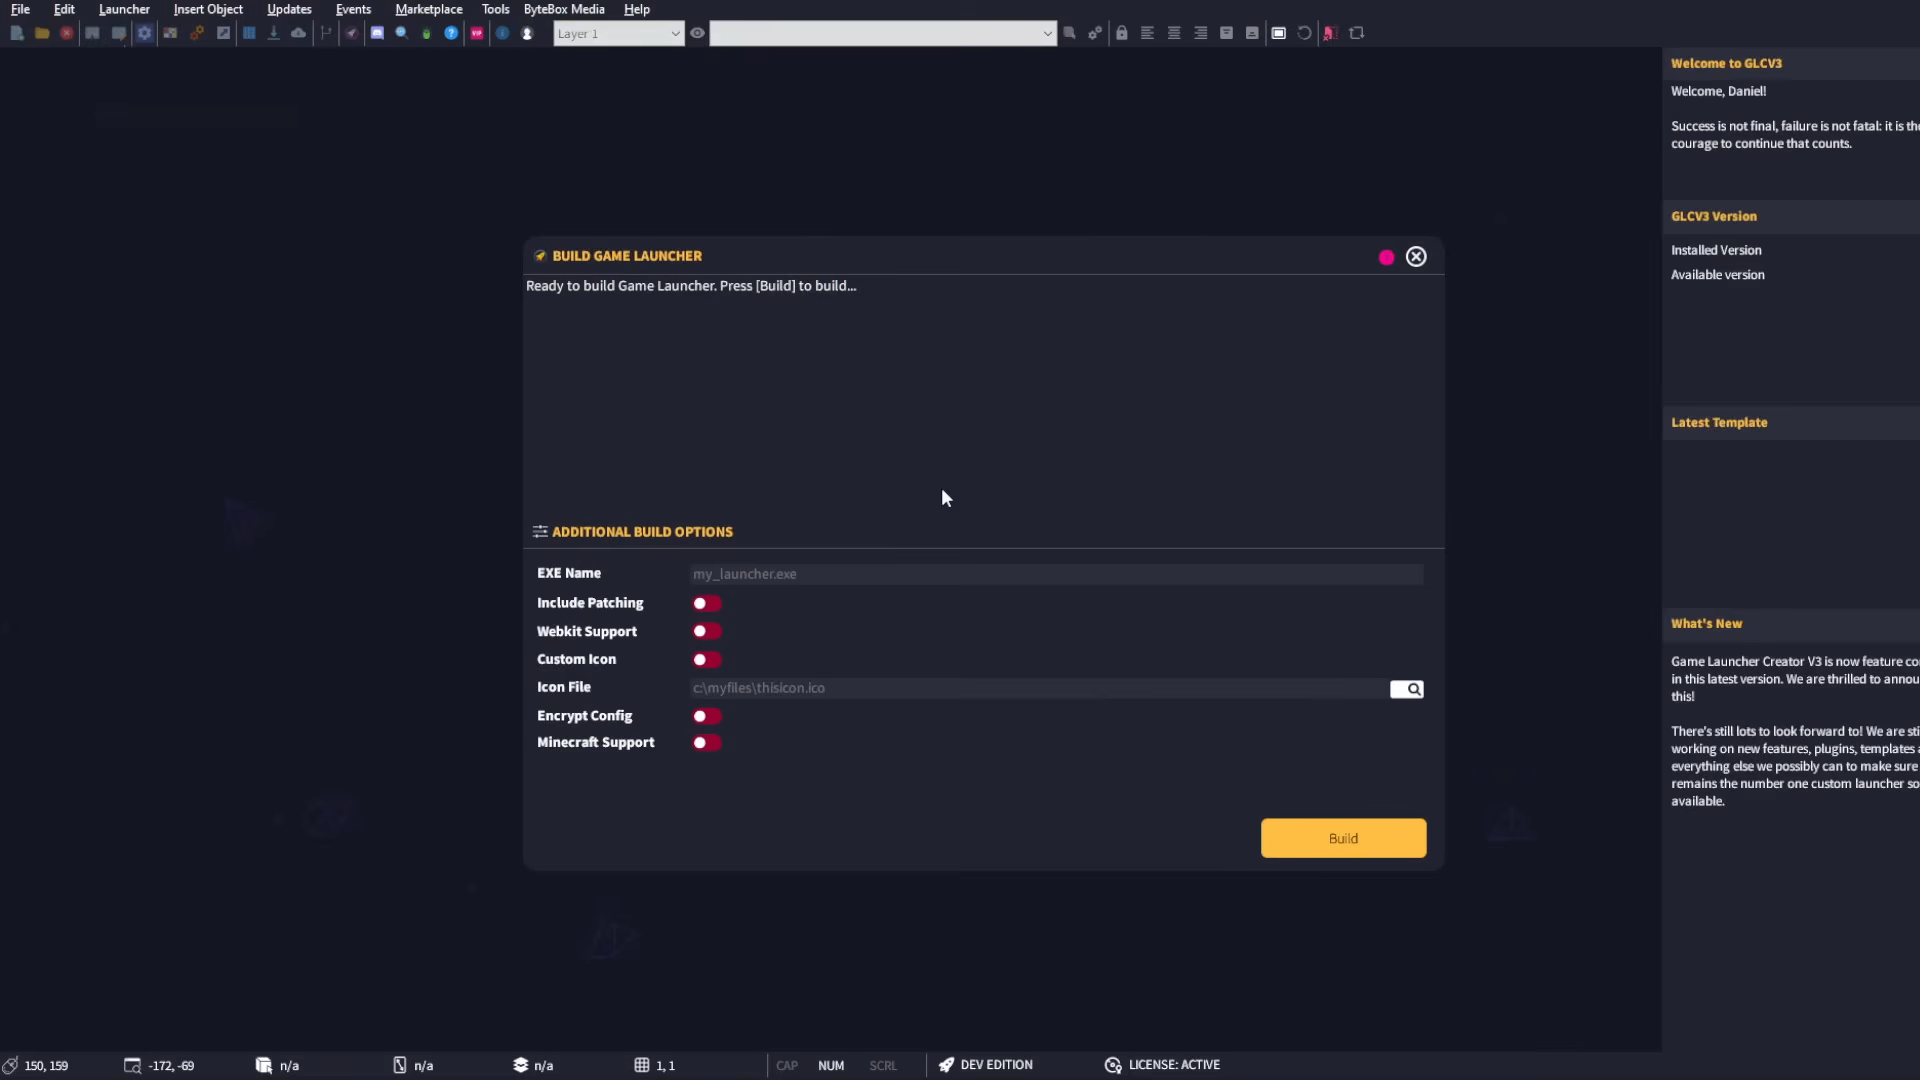 File Edit Launcher Insert Object Updates Events Marketplace Tools ByteBox Media Help
Layer 1
Welcome to GLCV3
Welcome, Daniel!
Success is not final, failure is not fatal: it is the
courage to continue that counts.
GLCV3 Version
Installed Version
Available version
Latest Template
What's New
Game Launcher Creator V3 is now feature co
in this latest version. We are thrilled to annou
this!
There's still lots to look forward to! We are sti
working on new features, plugins, templates a
everything else we possibly can to make sure
remains the number one custom launcher so
available.
BUILD GAME LAUNCHER
Ready to build Game Launcher. Press [Build] to build...
ADDITIONAL BUILD OPTIONS
EXE Name my_launcher.exe
Include Patching
Webkit Support
Custom Icon
Icon File c:\myfiles\thisicon.ico
Encrypt Config
Minecraft Support
Build
150, 159 -172, -69 n/a n/a n/a 1, 1 CAP NUM SCRL DEV EDITION LICENSE: ACTIVE